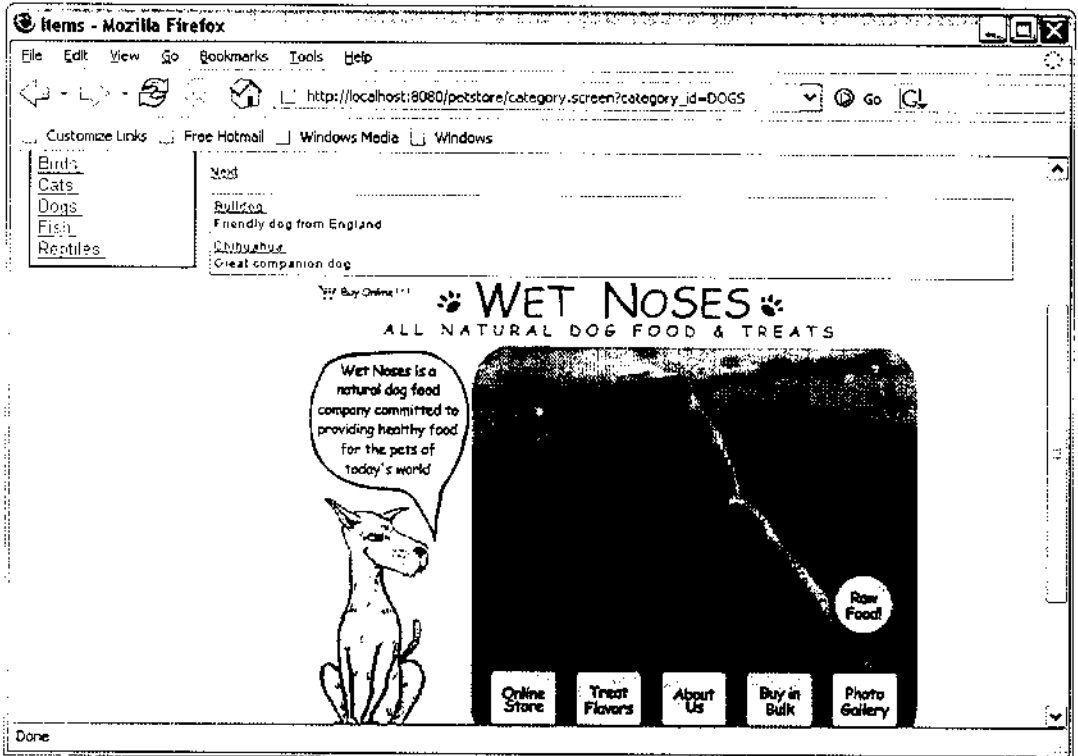 Items - Mozilla Firefox
File Edit View Go Bookmarks Tools Help
http://localhost:8080/petstore/category.screen?category_id=DOGS Go G
Customize Links Free Hotmail Windows Media Windows
Birds
Cats
Dogs
Fish
Reptiles
Next
Bulldog
Friendly dog from England
Chihuahua
Great companion dog
Buy Online!!!
WET NOSES
ALL NATURAL DOG FOOD & TREATS
Wet Noses is a
natural dog food
company committed to
providing healthy food
for the pets of
today's world
Raw
Food!
Online
Store
Treat
Flavors
About
Us
Buy in
Bulk
Photo
Gallery
Done